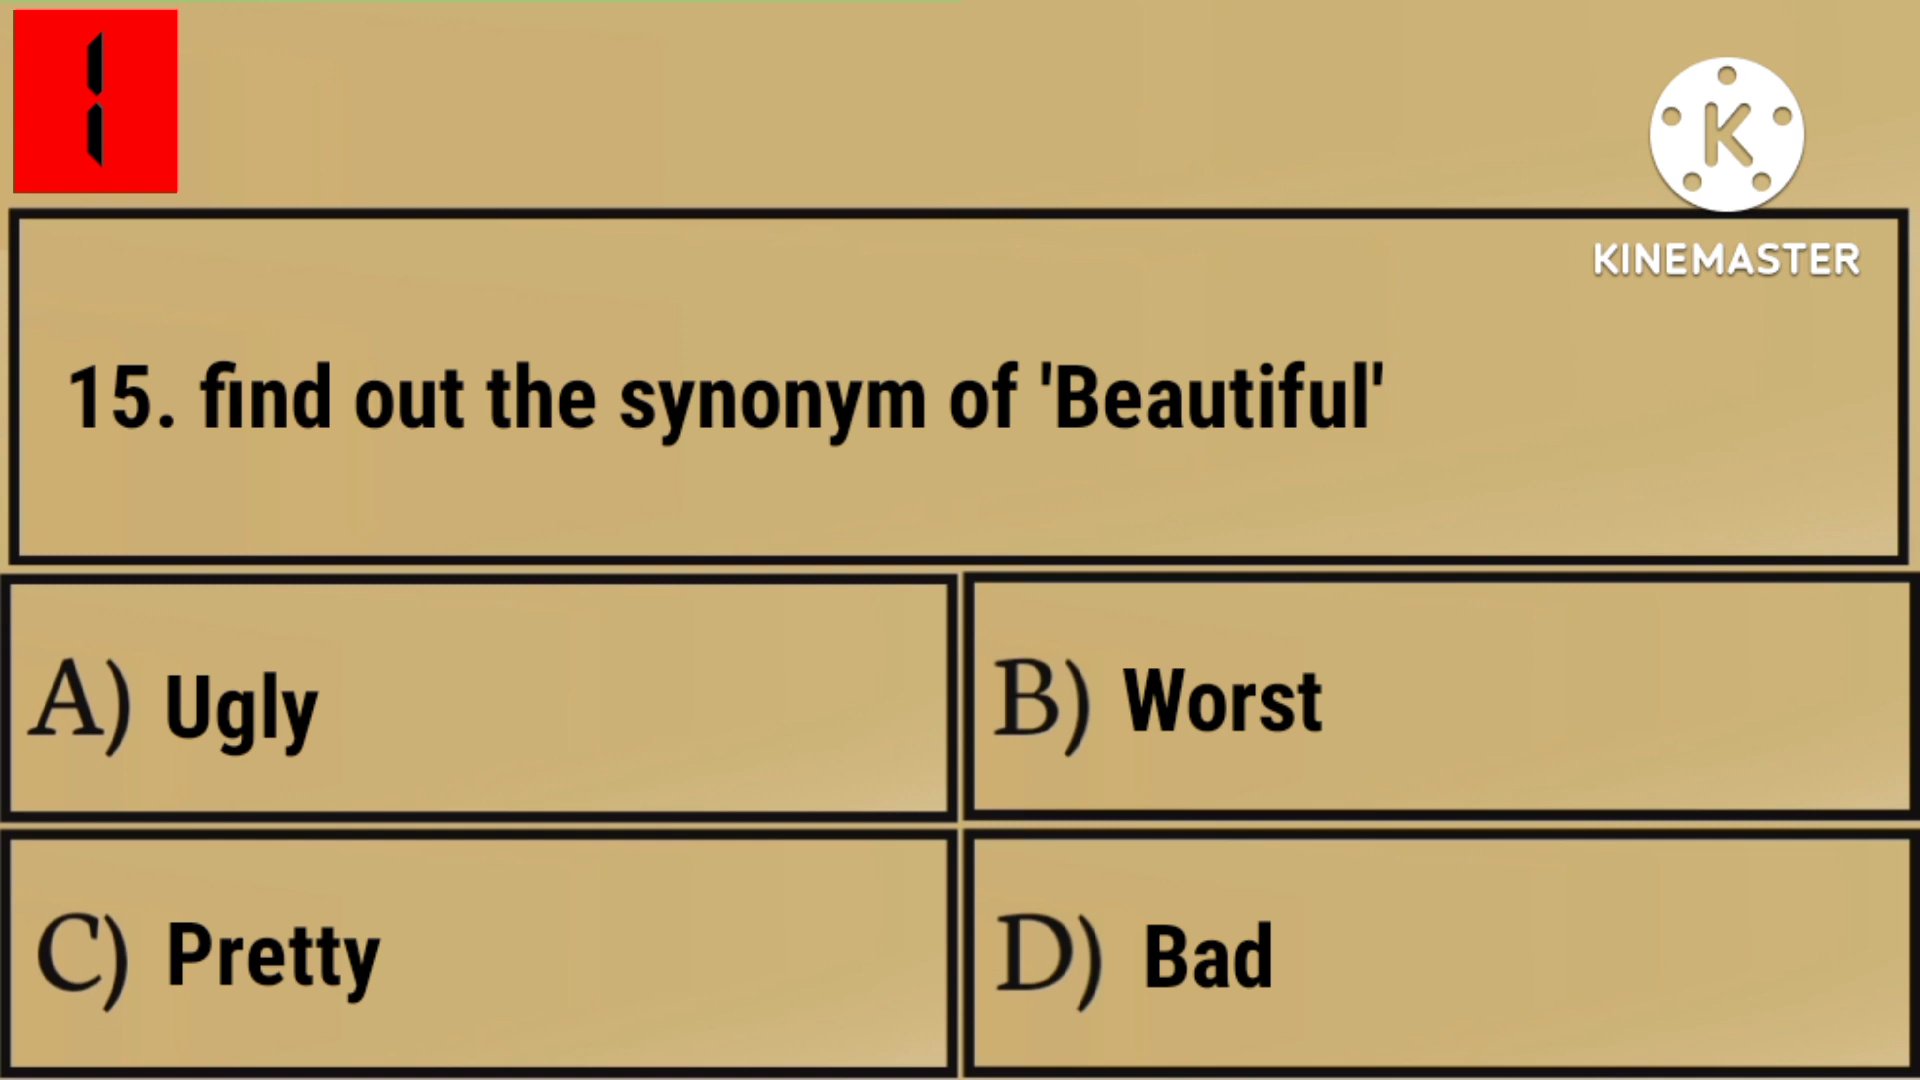 1
K
KINEMASTER
15. find out the synonym of 'Beautiful'
A) Ugly
B) Worst
C) Pretty
D) Bad